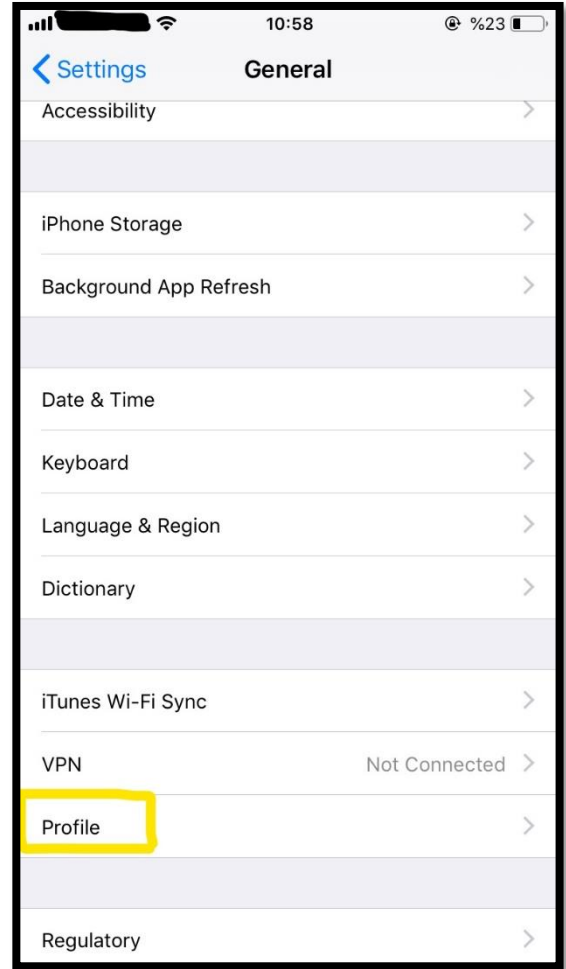 10:58
%23
Settings
General
Accessibility
iPhone Storage
Background App Refresh
Date & Time
Keyboard
Language & Region
Dictionary
iTunes Wi-Fi Sync
VPN Not Connected
Profile
Regulatory